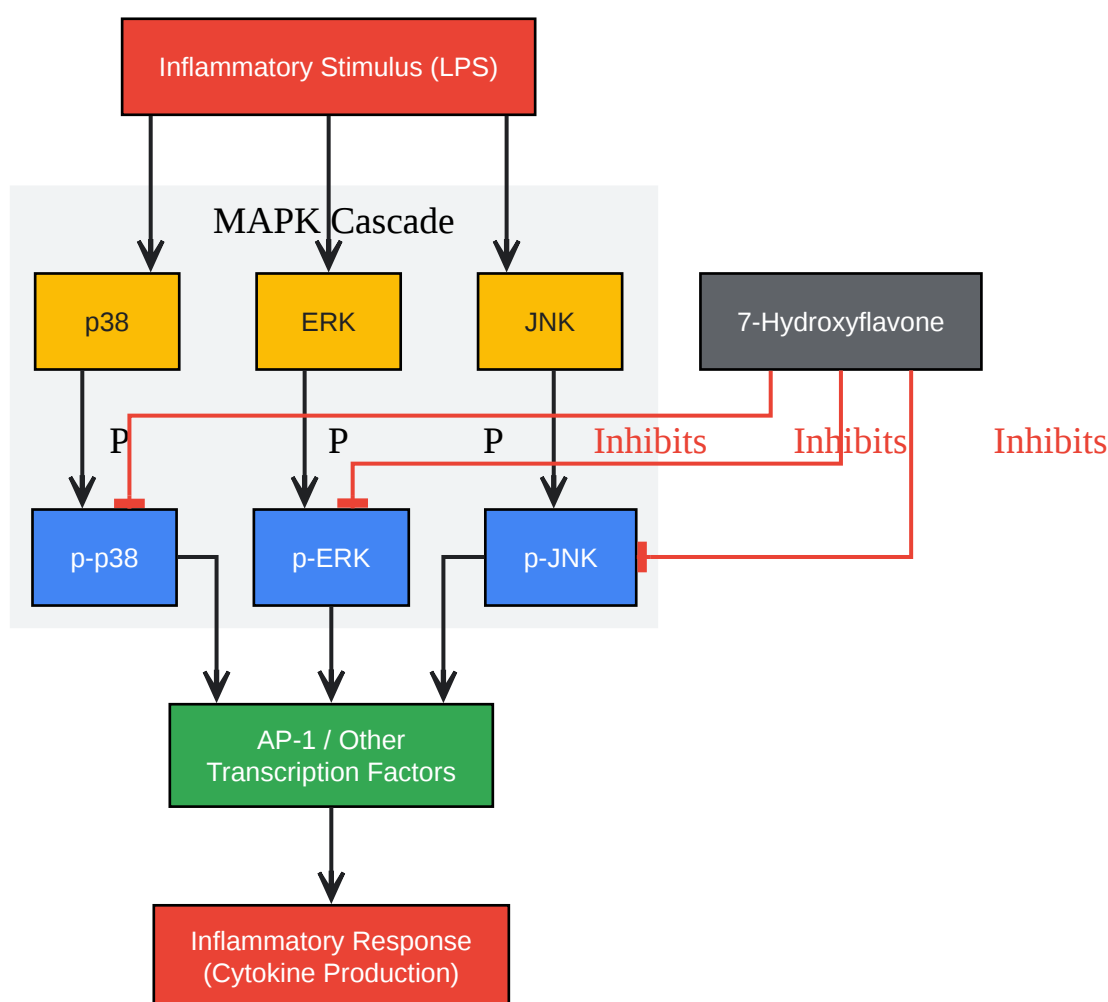 Inflammatory Stimulus (LPS)
MAPK Cascade
p38
ERK
JNK
7-Hydroxyflavone
P
P
P
Inhibits
Inhibits
Inhibits
p-p38
p-ERK
p-JNK
AP-1 / Other
Transcription Factors
Inflammatory Response
(Cytokine Production)